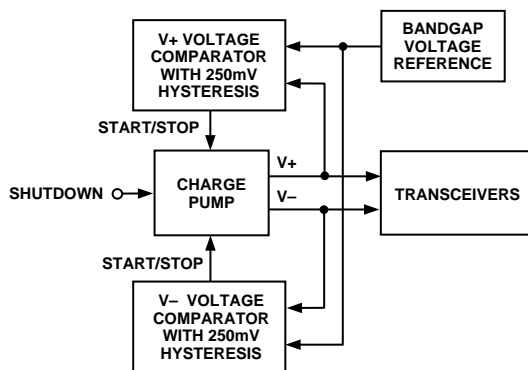 V+ VOLTAGE
COMPARATOR
WITH 250mV
HYSTERESIS
BANDGAP
VOLTAGE
REFERENCE
START/STOP
SHUTDOWN
CHARGE
PUMP
V+
V–
TRANSCEIVERS
START/STOP
V– VOLTAGE
COMPARATOR
WITH 250mV
HYSTERESIS